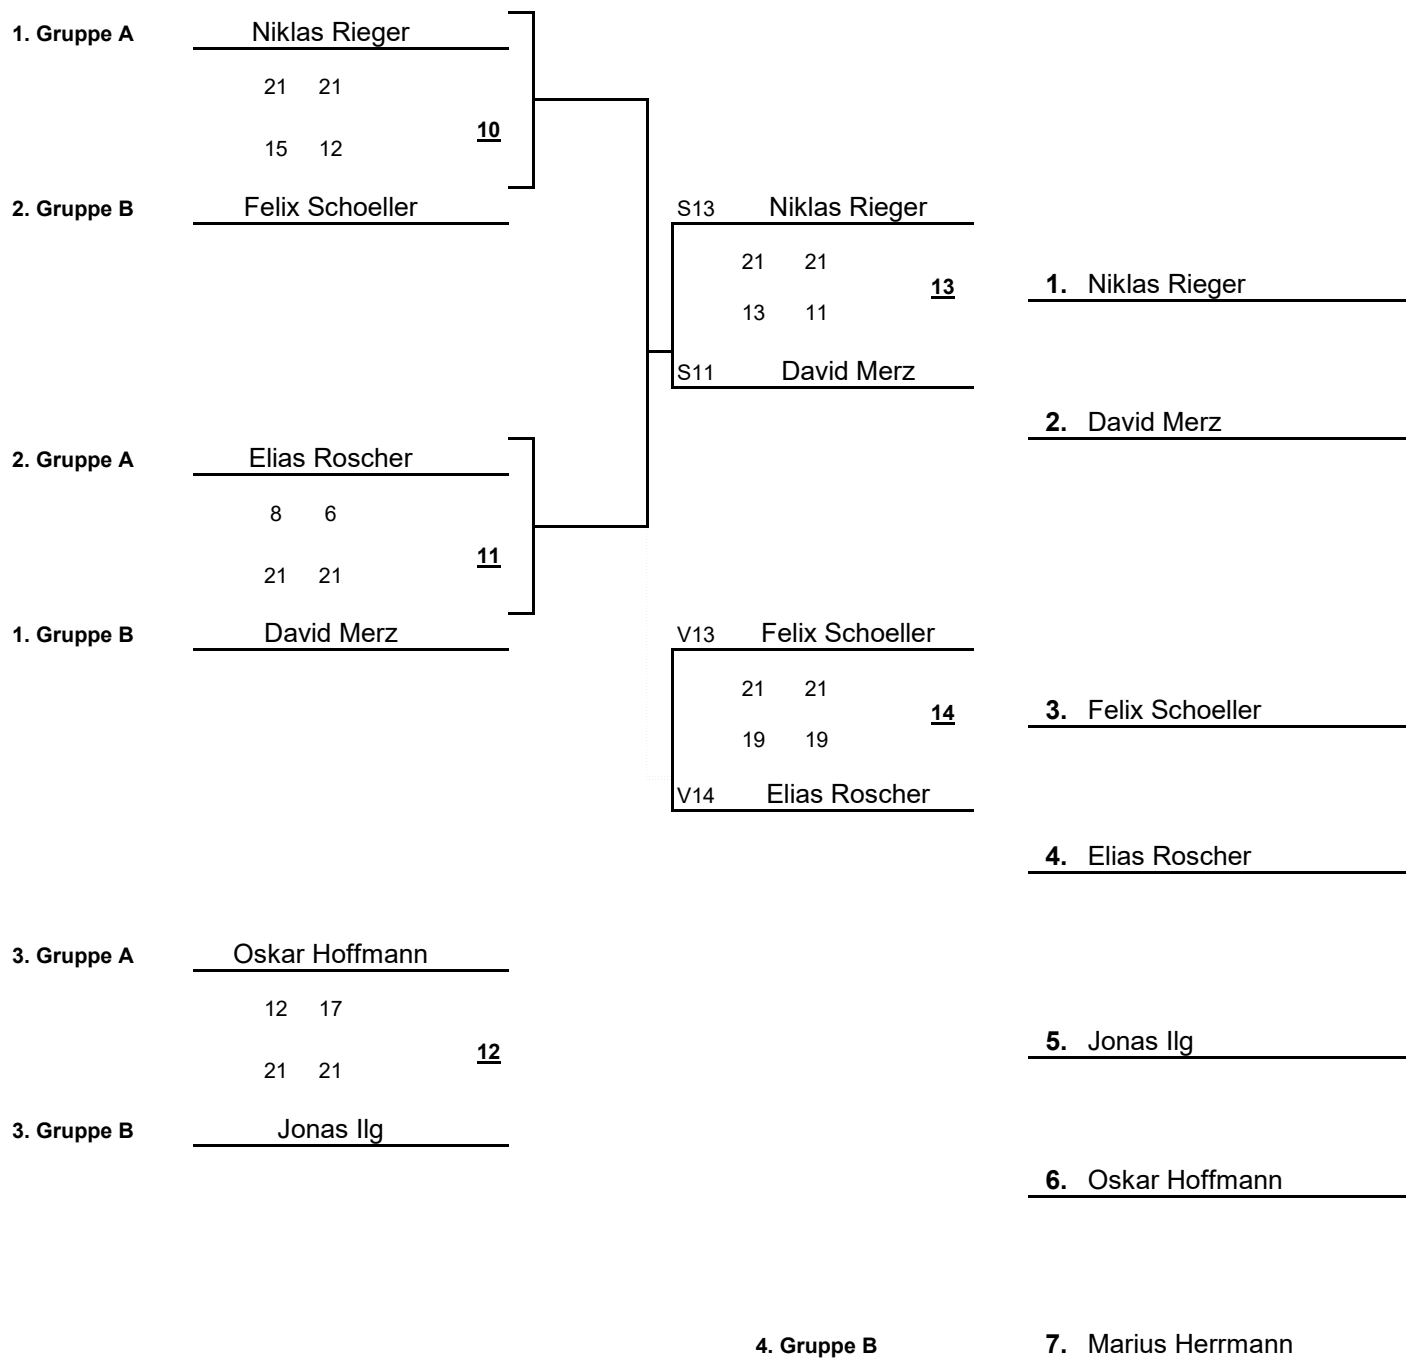 1. Gruppe A Niklas Rieger
21 21
10
15 12
2. Gruppe B Felix Schoeller
S13 Niklas Rieger
21 21
13
13 11
1. Niklas Rieger
S11 David Merz
2. David Merz
2. Gruppe A Elias Roscher
8 6
11
21 21
1. Gruppe B David Merz
V13 Felix Schoeller
21 21
14
19 19
3. Felix Schoeller
V14 Elias Roscher
4. Elias Roscher
3. Gruppe A Oskar Hoffmann
12 17
12
21 21
5. Jonas Ilg
3. Gruppe B Jonas Ilg
6. Oskar Hoffmann
4. Gruppe B 7. Marius Herrmann